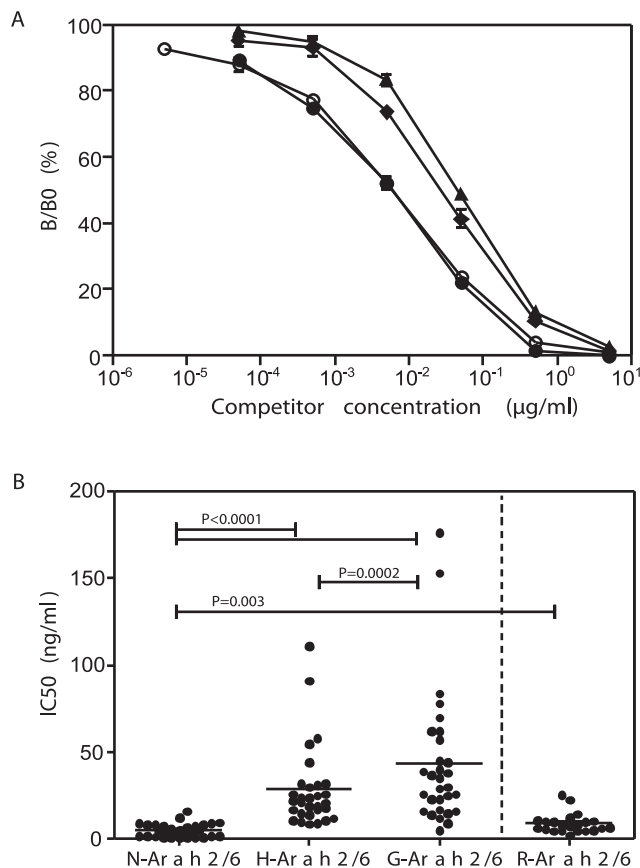 A
100
80
60
40
20
0
B/B0 (%)
10-6 10-5 10-4 10-3 10-2 10-1 100 101
Competitor concentration (µg/ml)
B
200
150
100
50
0
IC50 (ng/ml)
P<0.0001
P=0.0002
P=0.003
N-Ar a h 2/6 H-Ar a h 2/6 G-Ar a h 2/6 R-Ar a h 2/6